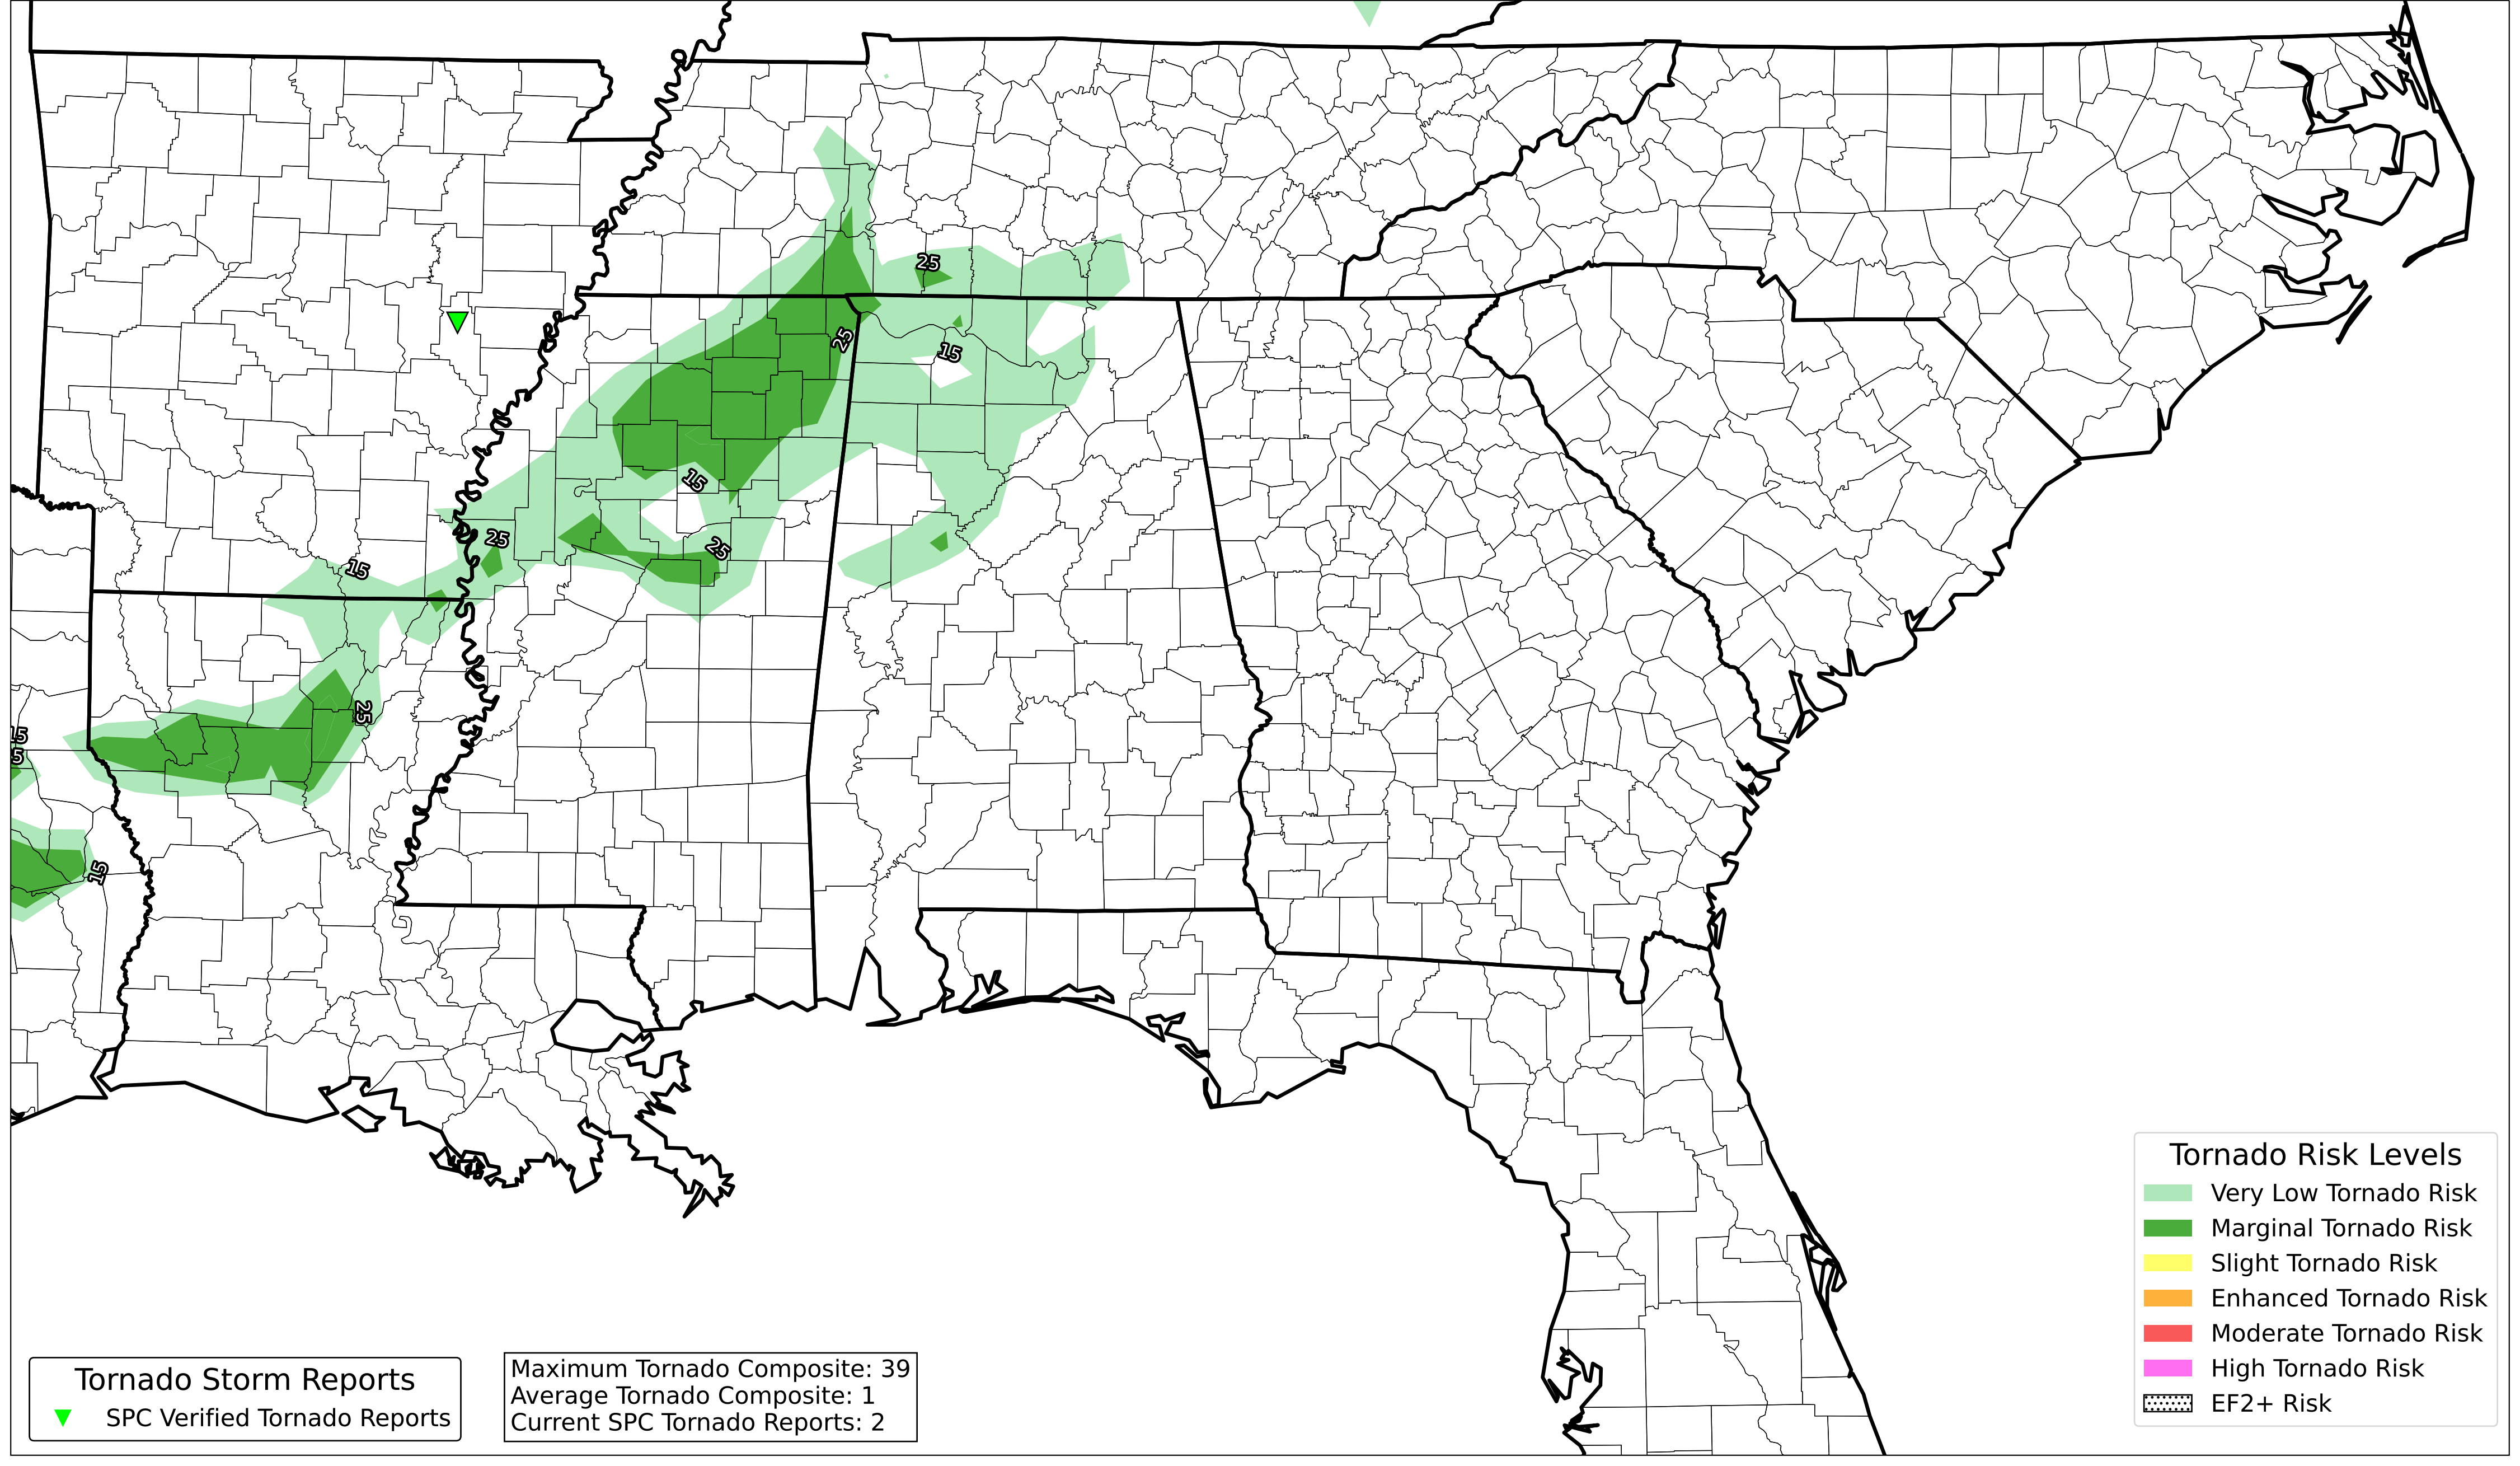 25
25
15
15
25
25
15
25
15
5
15
Tornado Risk Levels
Very Low Tornado Risk
Marginal Tornado Risk
Slight Tornado Risk
Enhanced Tornado Risk
Moderate Tornado Risk
High Tornado Risk
EF2+ Risk
Tornado Storm Reports
SPC Verified Tornado Reports
Maximum Tornado Composite: 39
Average Tornado Composite: 1
Current SPC Tornado Reports: 2